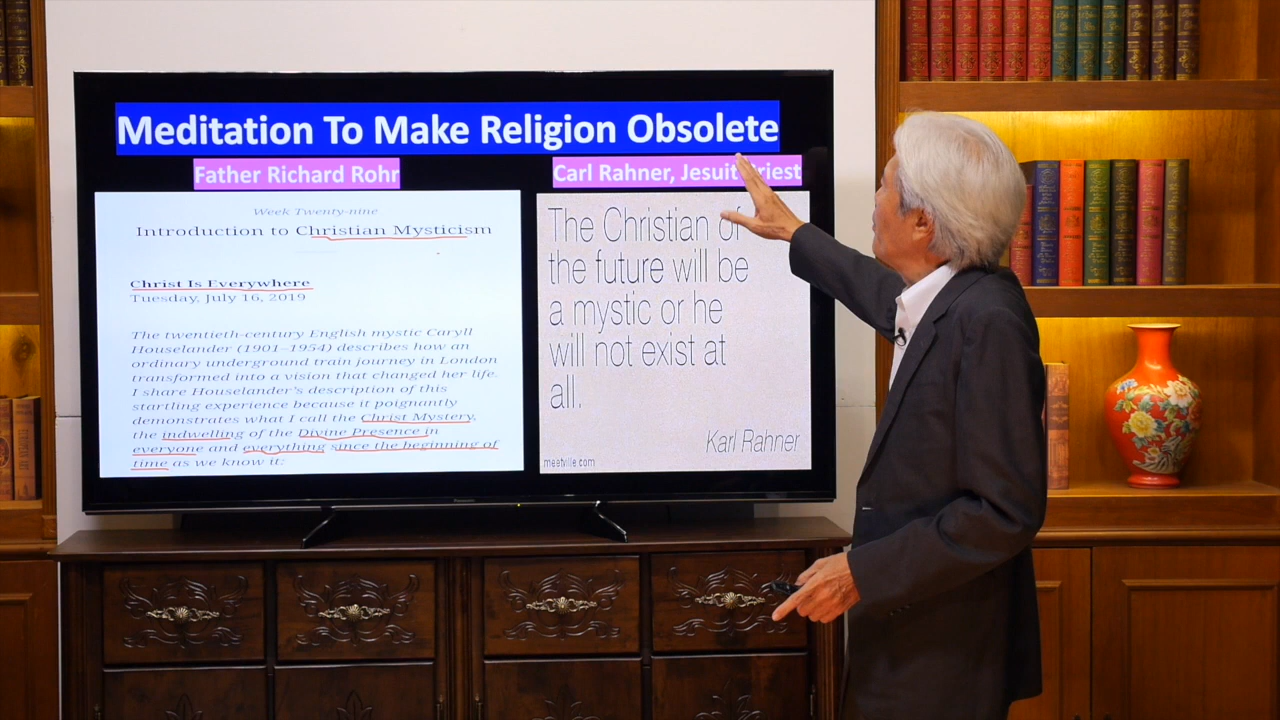 Meditation To Make Religion Obsolete
Father Richard Rohr
Week Twenty-nine
Introduction to Christian Mysticism
Christ Is Everywhere
Tuesday, July 16, 2019
The twentieth-century English mystic Caryll
Houselander (1901–1954) describes how an
ordinary underground train journey in London
transformed into a vision that changed her life.
I share Houselander's description of this
startling experience because it poignantly
demonstrates what I call the Christ Mystery,
the indwelling of the Divine Presence in
everyone and everything since the beginning of
time as we know it:
Carl Rahner, Jesuit Priest
The Christian of
the future will be
a mystic or he
will not exist at
all.
Karl Rahner
meetville.com